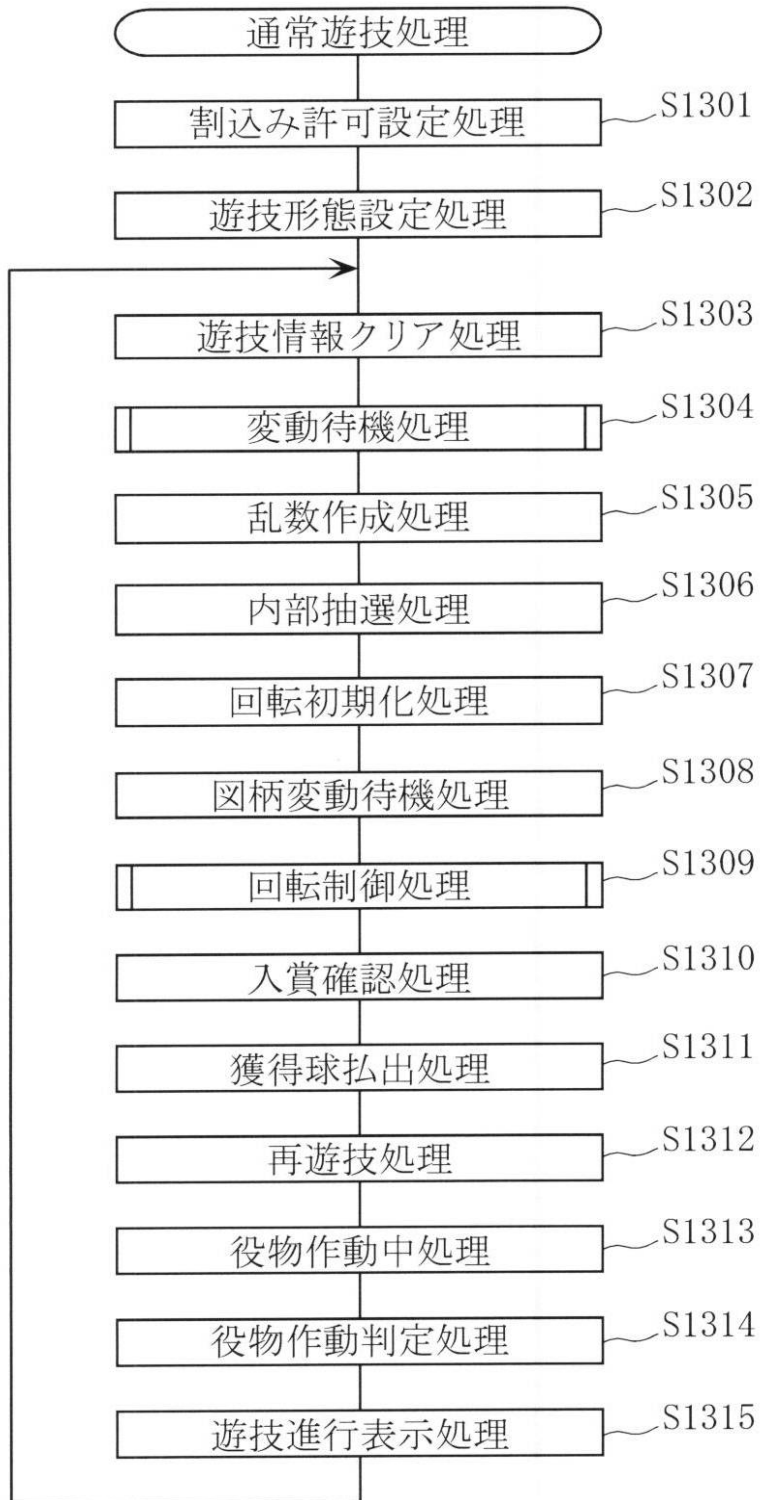 通常遊技処理
割込み許可設定処理 S1301
遊技形態設定処理 S1302
遊技情報クリア処理 S1303
変動待機処理 S1304
乱数作成処理 S1305
内部抽選処理 S1306
回転初期化処理 S1307
図柄変動待機処理 S1308
回転制御処理 S1309
入賞確認処理 S1310
獲得球払出処理 S1311
再遊技処理 S1312
役物作動中処理 S1313
役物作動判定処理 S1314
遊技進行表示処理 S1315